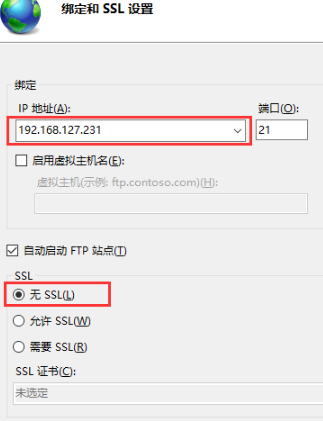 绑定和 SSL 设置
绑定
IP 地址(A): 端口(O):
192.168.127.231 21
启用虚拟主机名(E):
虚拟主机(示例: ftp.contoso.com)(H):
自动启动 FTP 站点(T)
SSL
无 SSL(L)
允许 SSL(W)
需要 SSL(R)
SSL 证书(C):
未选定